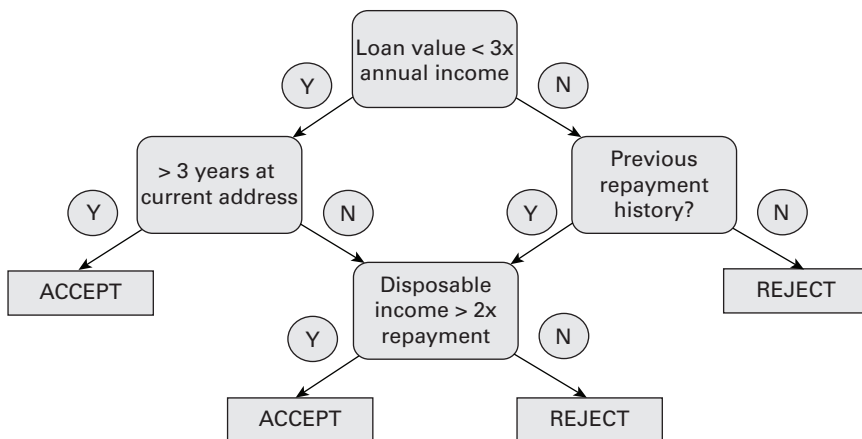 Loan value < 3x
annual income
Y
N
> 3 years at
current address
Previous
repayment
history?
Y
N
Y
N
ACCEPT
Disposable
income > 2x
repayment
REJECT
Y
N
ACCEPT
REJECT